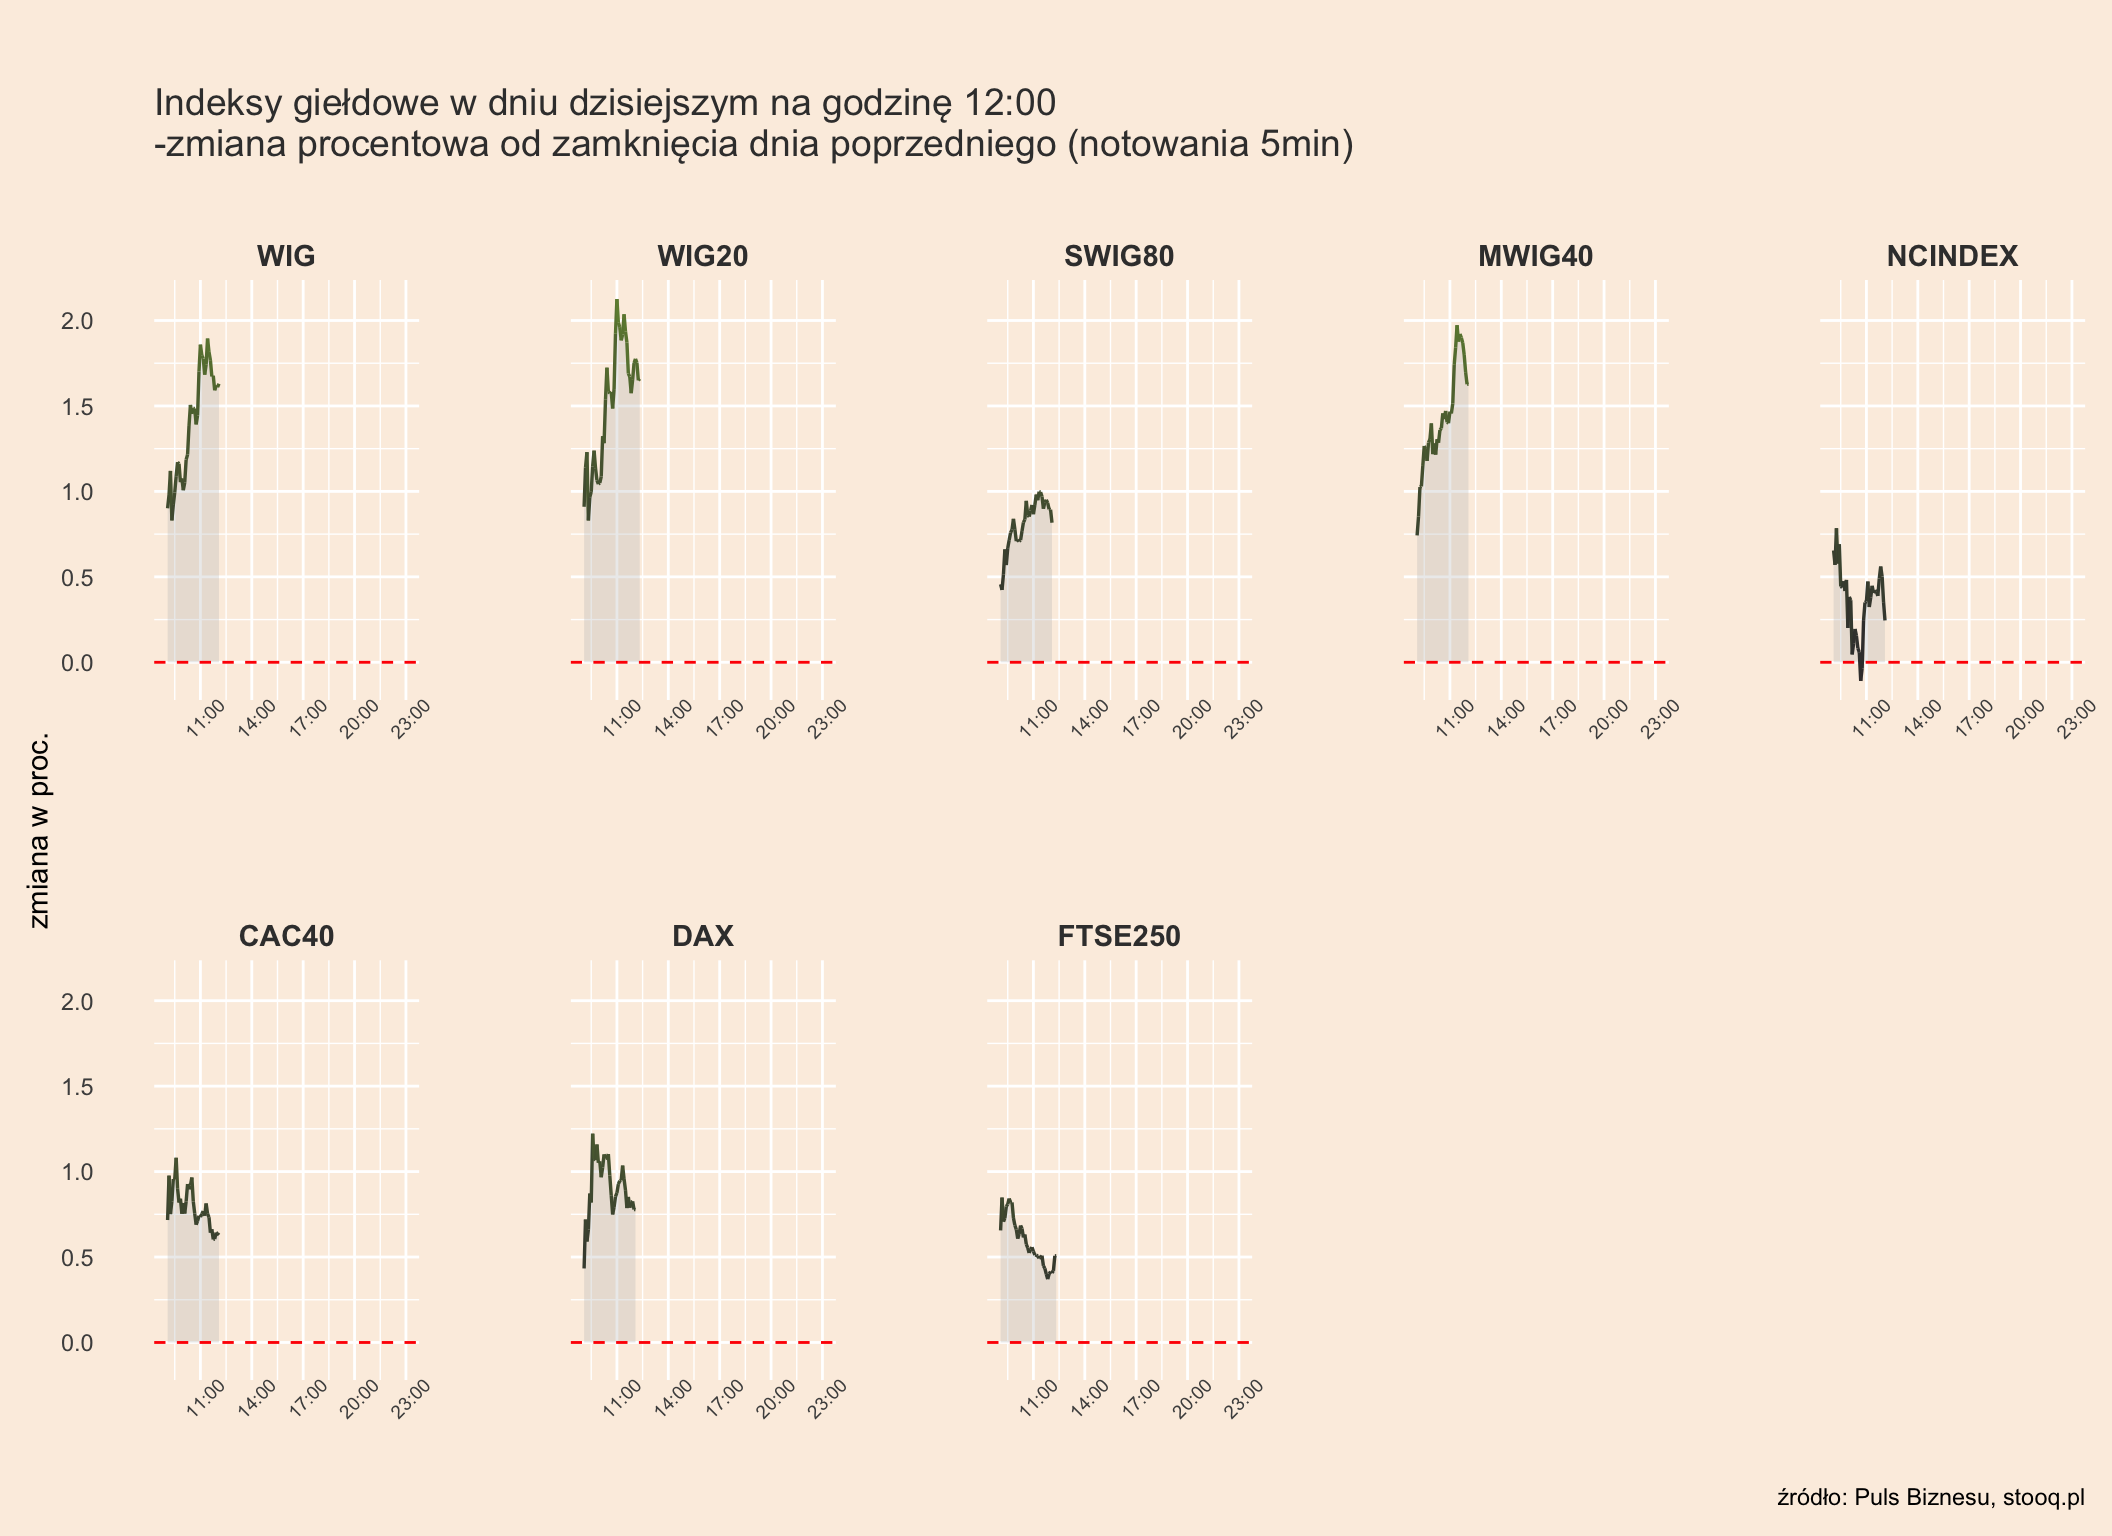 Indeksy giełdowe w dniu dzisiejszym na godzinę 12:00
-zmiana procentowa od zamknięcia dnia poprzedniego (notowania 5min)
WIG WIG20 SWIG80 MWIG40 NCINDEX
2.0
1.5
1.0
0.5
0.0
11:00 14:00 17:00 20:00 23:00 11:00 14:00 17:00 20:00 23:00 11:00 14:00 17:00 20:00 23:00 11:00 14:00 17:00 20:00 23:00 11:00 14:00 17:00 20:00 23:00
zmiana w proc.
CAC40 DAX FTSE250
2.0
1.5
1.0
0.5
0.0
11:00 14:00 17:00 20:00 23:00 11:00 14:00 17:00 20:00 23:00 11:00 14:00 17:00 20:00 23:00
źródło: Puls Biznesu, stooq.pl